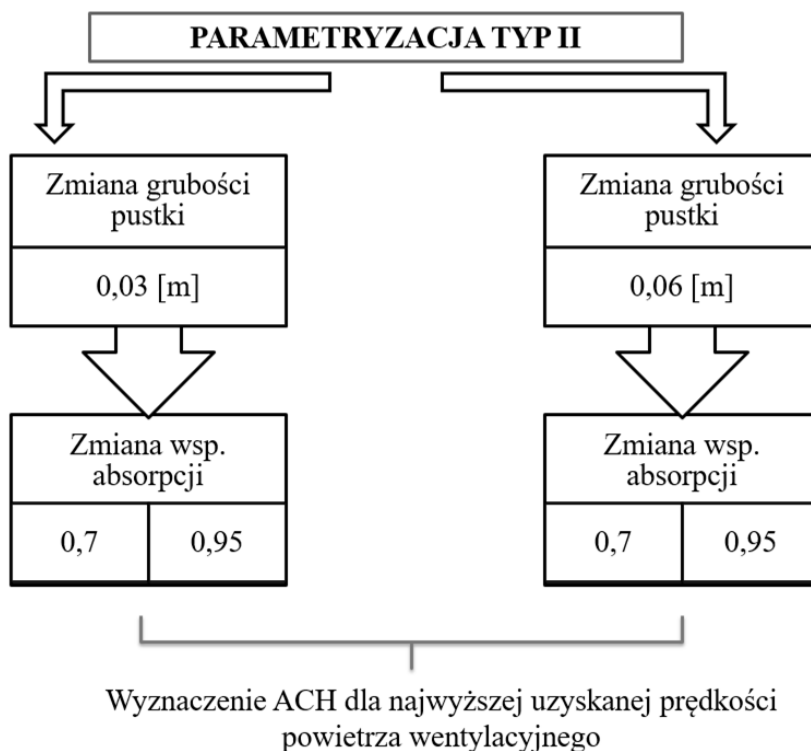 PARAMETRYZACJA TYP II
Zmiana grubości
pustki
0,03 [m]
Zmiana wsp.
absorpcji
0,7 0,95
Zmiana grubości
pustki
0,06 [m]
Zmiana wsp.
absorpcji
0,7 0,95
Wyznaczenie ACH dla najwyższej uzyskanej prędkości
powietrza wentylacyjnego